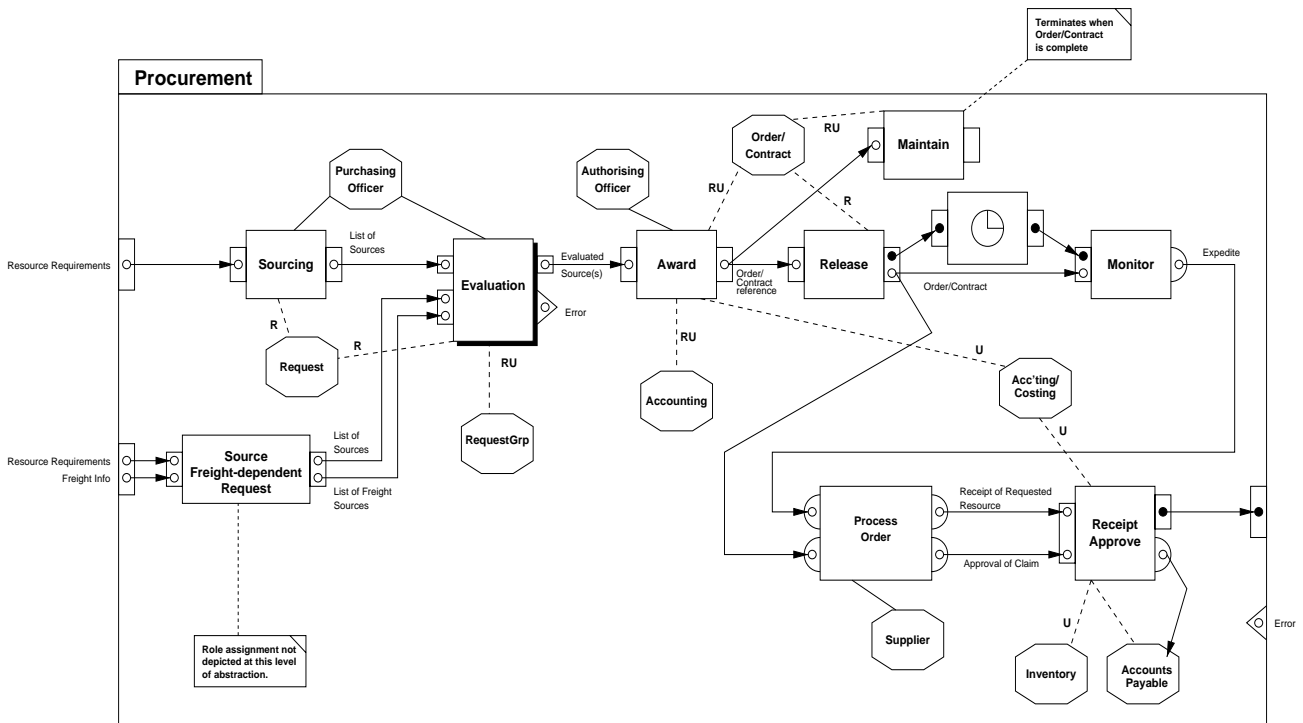 Terminates when
Order/Contract
is complete
Procurement
Order/
Contract
RU
Maintain
Purchasing
Officer
Authorising
Officer
RU
R
List of
Sources
Evaluated
Source(s)
Expedite
Resource Requirements
Sourcing
Evaluation
Award
Order/
Contract
reference
Release
Order/Contract
Monitor
Error
R
R
RU
RU
U
Request
Accounting
Acc'ting/
Costing
RequestGrp
U
List of
Sources
Resource Requirements
Freight Info
Source
Freight-dependent
Request
List of Freight
Sources
Process
Order
Receipt of Requested
Resource
Approval of Claim
Receipt
Approve
Error
U
Role assignment not
depicted at this level
of abstraction.
Supplier
Inventory
Accounts
Payable